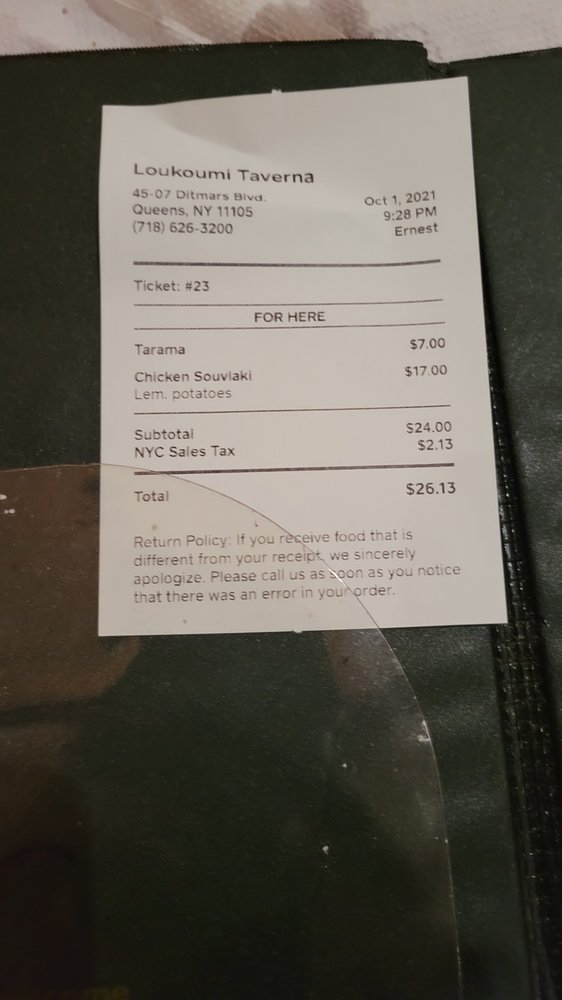 Loukoumi Taverna
45-07 Ditmars Blvd.
Queens, NY 11105
(718) 626-3200
Oct 1, 2021
9:28 PM
Ernest
Ticket: #23
FOR HERE
Tarama $7.00
Chicken Souvlaki $17.00
Lem. potatoes
Subtotal $24.00
NYC Sales Tax $2.13
Total $26.13
Return Policy: If you receive food that is
different from your receipt, we sincerely
apologize. Please call us as soon as you notice
that there was an error in your order.